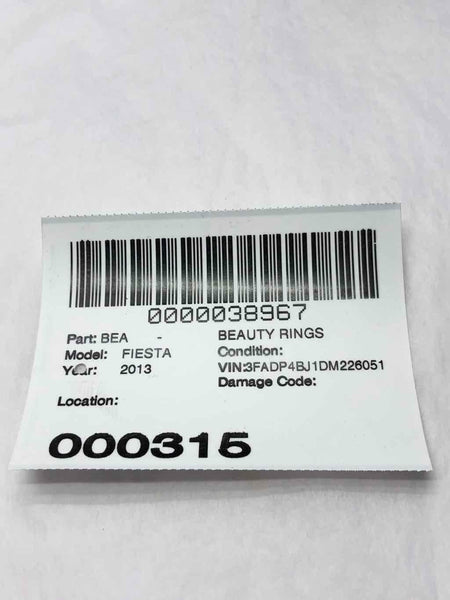 0000038967
Part: BEA - BEAUTY RINGS
Model: FIESTA Condition:
Year: 2013 VIN:3FADP4BJ1DM226051
Damage Code:
Location:
000315